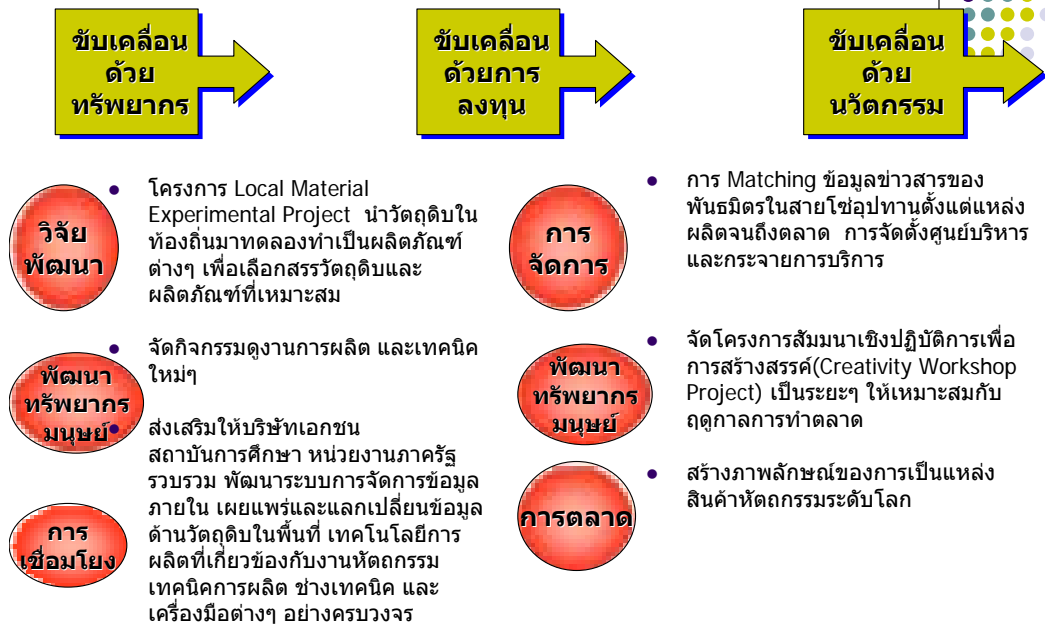 ขับเคลื่อน
ด้วย
ทรัพยากร
ขับเคลื่อน
ด้วยการ
ลงทุน
ขับเคลื่อน
ด้วย
นวัตกรรม
วิจัย
พัฒนา
โครงการ Local Material
Experimental Project นำวัตถุดิบใน
ท้องถิ่นมาทดลองทำเป็นผลิตภัณฑ์
ต่างๆ เพื่อเลือกสรรวัตถุดิบและ
ผลิตภัณฑ์ที่เหมาะสม
พัฒนา
ทรัพยากร
มนุษย์
จัดกิจกรรมดูงานการผลิต และเทคนิค
ใหม่ๆ
การ
เชื่อมโยง
ส่งเสริมให้บริษัทเอกชน
สถาบันการศึกษา หน่วยงานภาครัฐ
รวบรวม พัฒนาระบบการจัดการข้อมูล
ภายใน เผยแพร่และแลกเปลี่ยนข้อมูล
ด้านวัตถุดิบในพื้นที่ เทคโนโลยีการ
ผลิตที่เกี่ยวข้องกับงานหัตถกรรม
เทคนิคการผลิต ช่างเทคนิค และ
เครื่องมือต่างๆ อย่างครบวงจร
การ
จัดการ
การ Matching ข้อมูลข่าวสารของ
พันธมิตรในสายโซ่อุปทานตั้งแต่แหล่ง
ผลิตจนถึงตลาด การจัดตั้งศูนย์บริหาร
และกระจายการบริการ
พัฒนา
ทรัพยากร
มนุษย์
จัดโครงการสัมมนาเชิงปฏิบัติการเพื่อ
การสร้างสรรค์(Creativity Workshop
Project) เป็นระยะๆ ให้เหมาะสมกับ
ฤดูกาลการทำตลาด
การตลาด
สร้างภาพลักษณ์ของการเป็นแหล่ง
สินค้าหัตถกรรมระดับโลก